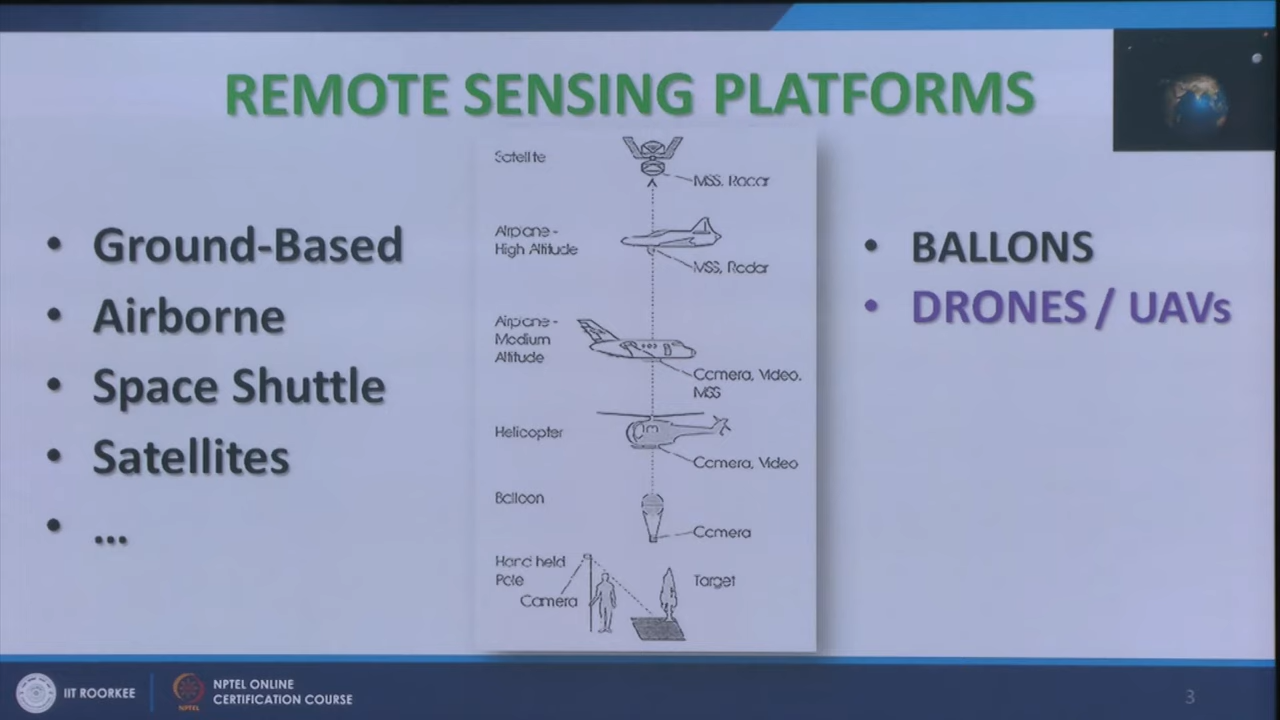 REMOTE SENSING PLATFORMS
• Ground-Based
• Airborne
• Space Shuttle
• Satellites
• ...
Satellite
MSS, Radar
Airplane -
High Altitude
MSS, Radar
Airplane -
Medium
Altitude
Camera, Video,
MSS
Helicopter
Camera, Video
Balloon
Camera
Hand held
Pole
Camera
Target
• BALLONS
• DRONES / UAVs
IIT ROORKEE
NPTEL
NPTEL ONLINE
CERTIFICATION COURSE
3